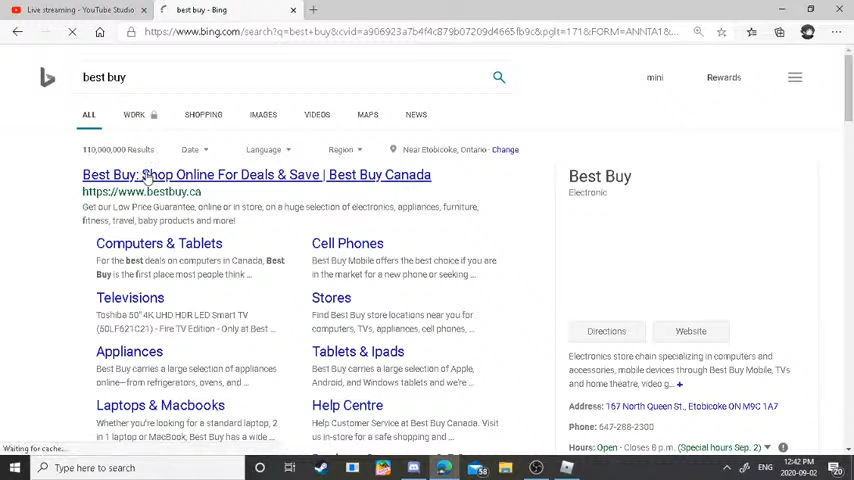 Live streaming - YouTube Studio
best buy - Bing
https://www.bing.com/search?q=best+buy&cvid=a906923a7b4f4c879b07209d4665fb9c&pglt=171&FORM=ANNTA1&...
best buy
mini
Rewards
ALL
WORK
SHOPPING
IMAGES
VIDEOS
MAPS
NEWS
110,000,000 Results
Date
Language
Region
Near Etobicoke, Ontario · Change
Best Buy: Shop Online For Deals & Save | Best Buy Canada
https://www.bestbuy.ca
Get our Low Price Guarantee, online or in store, on a huge selection of electronics, appliances, furniture,
fitness, travel, baby products and more!
Computers & Tablets
For the best deals on computers in Canada, Best
Buy is the first place most people think ...
Cell Phones
Best Buy Mobile offers the best choice if you are
in the market for a new phone or seeking ...
Televisions
Toshiba 50" 4K UHD HDR LED Smart TV
(50LF621C21) - Fire TV Edition - Only at Best ...
Stores
Find Best Buy store locations near you for
computers, TVs, appliances, cell phones, ...
Appliances
Best Buy carries a large selection of appliances
online—from refrigerators, ovens, and ...
Tablets & Ipads
Best Buy carries a large selection of Apple,
Android, and Windows tablets and we're...
Laptops & Macbooks
Whether you're looking for a standard laptop, 2
in 1 laptop or MacBook, Best Buy has a wide ...
Help Centre
Help Customer Service at Best Buy Canada. Visit
us in-store for a safe shopping and ...
Best Buy
Electronic
Directions
Website
Electronics store chain specializing in computers and
accessories, mobile devices through Best Buy Mobile, TVs
and home theatre, video g... +
Address: 167 North Queen St., Etobicoke ON M9C 1A7
Phone: 647-288-2300
Hours: Open · Closes 8 p.m. (Special hours Sep. 2)
Waiting for cache...
Type here to search
58
ENG
12:42 PM
2020-09-02
20